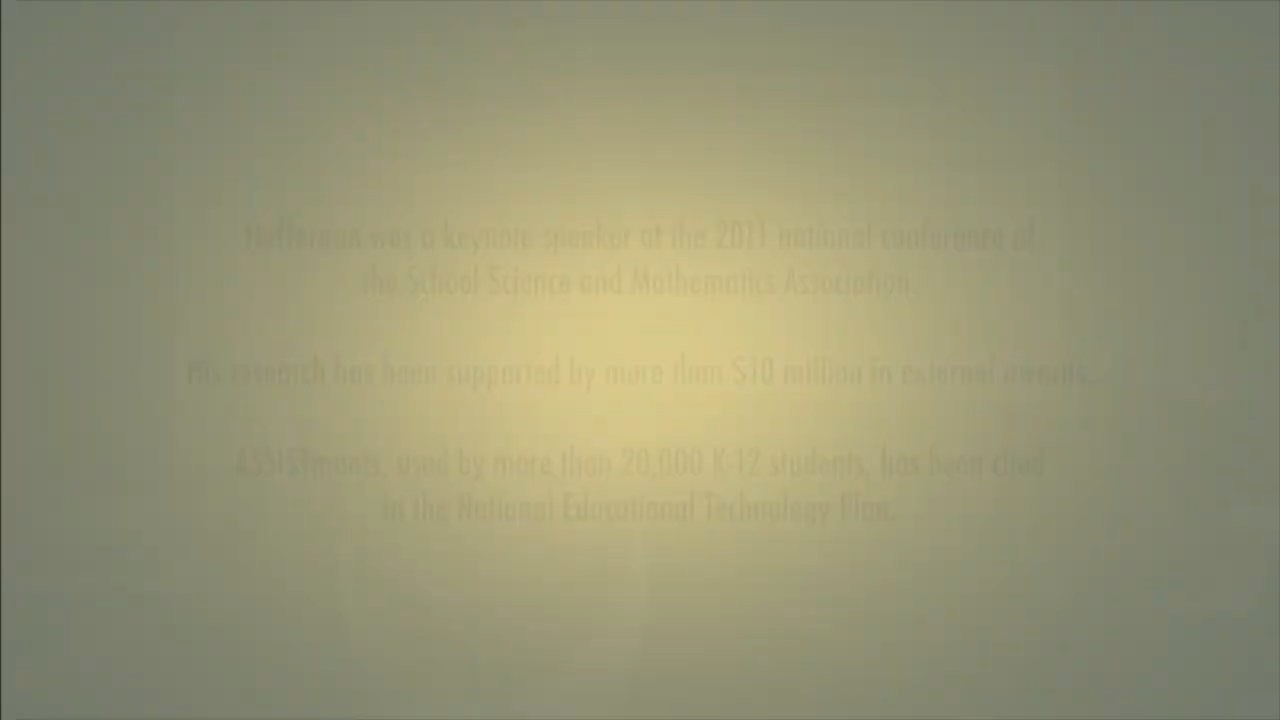 Heffernan was a keynote speaker at the 2011 national conference of
the School Science and Mathematics Association.
His research has been supported by more than $10 million in external awards.
ASSISTments, used by more than 20,000 K-12 students, has been cited
in the National Educational Technology Plan.